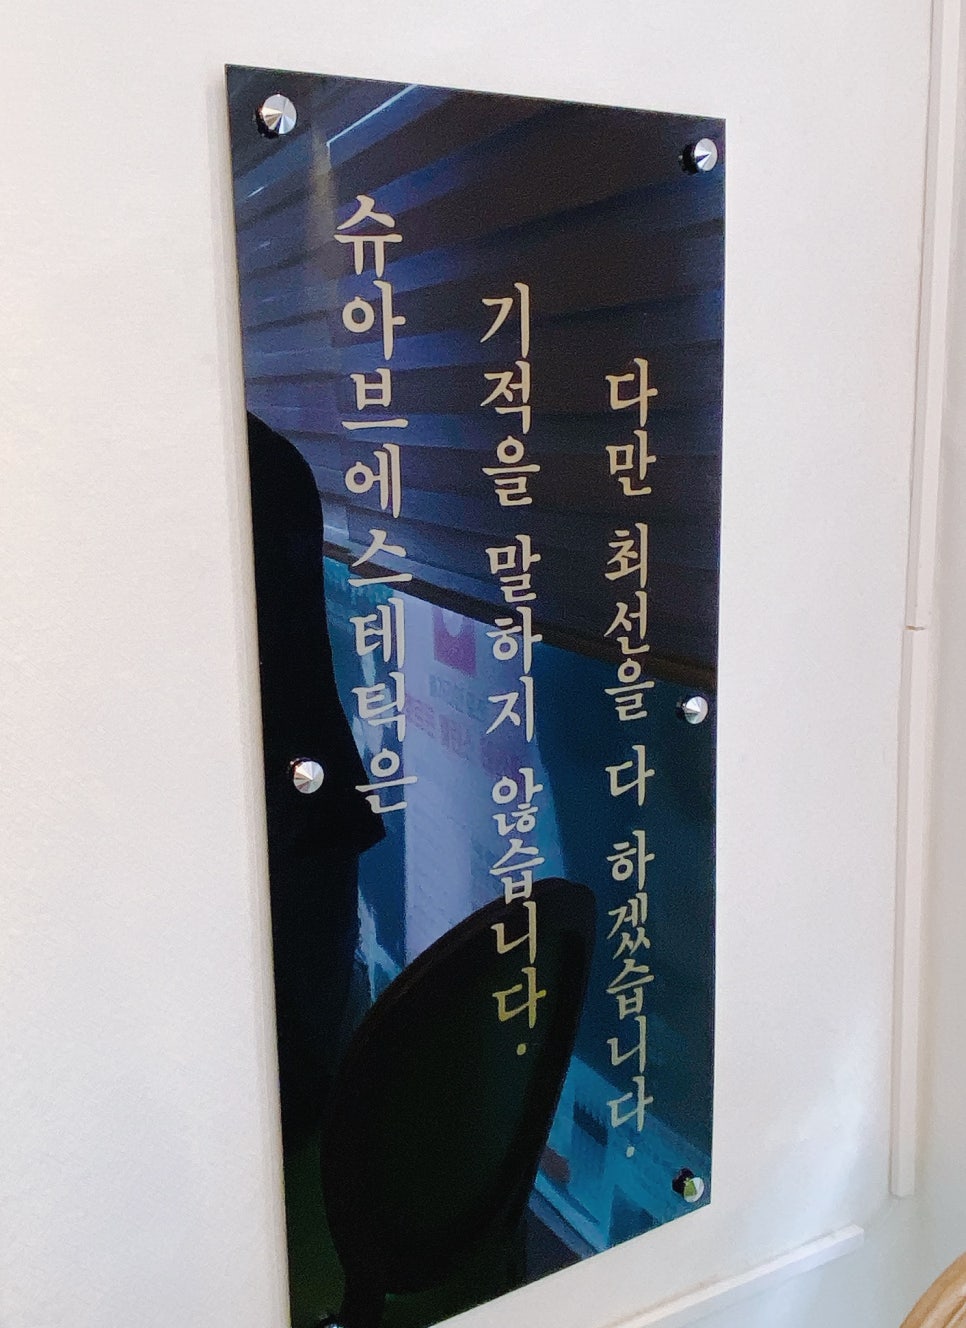 슈아브에스테틱은
기적을 말하지 않습니다.
다만 최선을 다 하겠습니다.